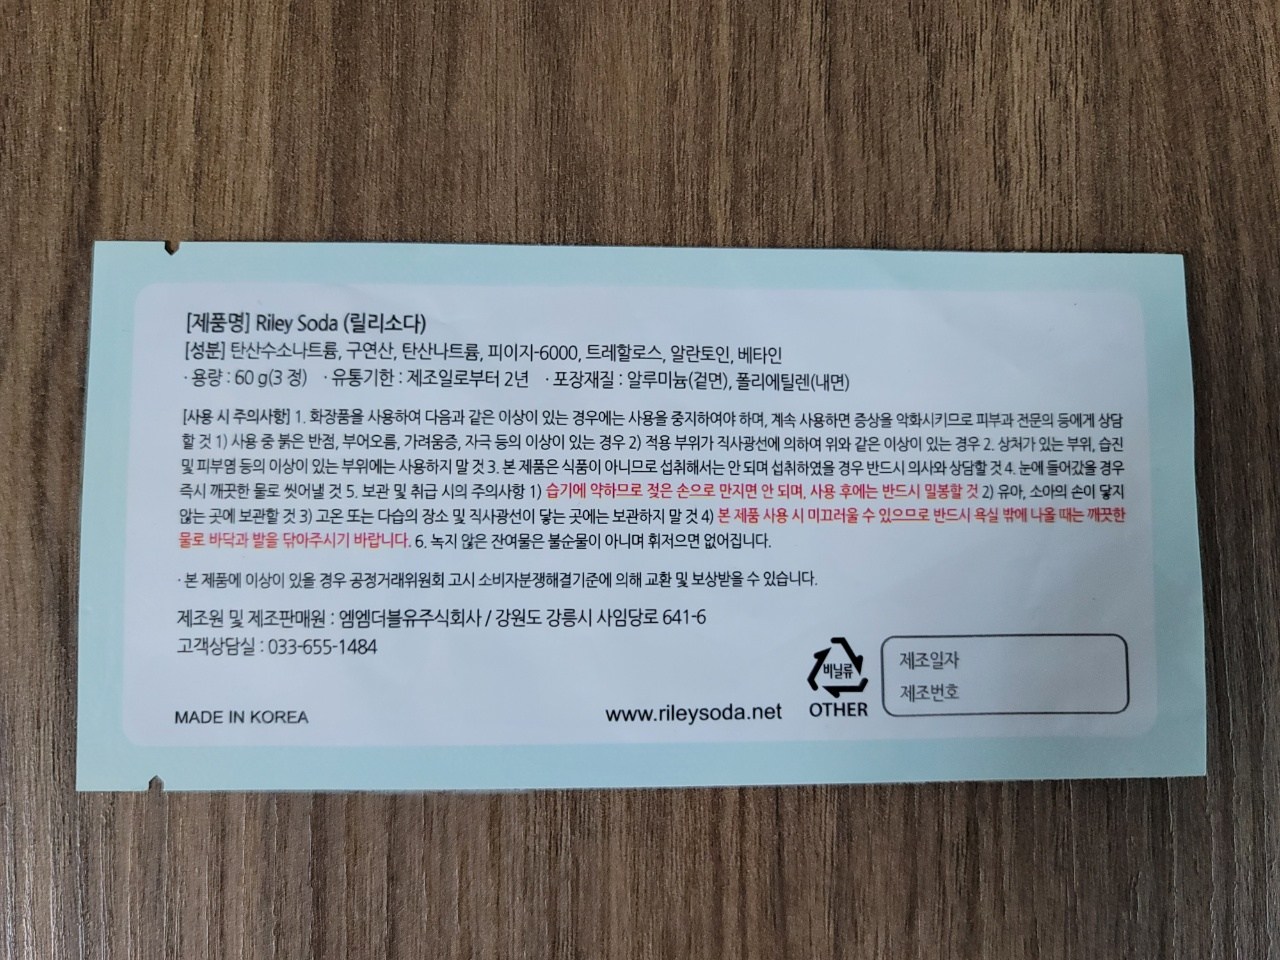 [제품명] Riley Soda (릴리소다)
[성분] 탄산수소나트륨, 구연산, 탄산나트륨, 피이지-6000, 트레할로스, 알란토인, 베타인
· 용량 : 60 g(3 정) · 유통기한 : 제조일로부터 2년 · 포장재질 : 알루미늄(겉면), 폴리에틸렌(내면)
[사용 시 주의사항] 1. 화장품을 사용하여 다음과 같은 이상이 있는 경우에는 사용을 중지하여야 하며, 계속 사용하면 증상을 악화시키므로 피부과 전문의 등에게 상담
할 것 1) 사용 중 붉은 반점, 부어오름, 가려움증, 자극 등의 이상이 있는 경우 2) 적용 부위가 직사광선에 의하여 위와 같은 이상이 있는 경우 2. 상처가 있는 부위, 습진
및 피부염 등의 이상이 있는 부위에는 사용하지 말 것 3. 본 제품은 식품이 아니므로 섭취해서는 안 되며 섭취하였을 경우 반드시 의사와 상담할 것 4. 눈에 들어갔을 경우
즉시 깨끗한 물로 씻어낼 것 5. 보관 및 취급 시의 주의사항 1) 습기에 약하므로 젖은 손으로 만지면 안 되며, 사용 후에는 반드시 밀봉할 것 2) 유아, 소아의 손이 닿지
않는 곳에 보관할 것 3) 고온 또는 다습의 장소 및 직사광선이 닿는 곳에는 보관하지 말 것 4) 본 제품 사용 시 미끄러울 수 있으므로 반드시 욕실 밖에 나올 때는 깨끗한
물로 바닥과 발을 닦아주시기 바랍니다. 6. 녹지 않은 잔여물은 불순물이 아니며 휘저으면 없어집니다.
· 본 제품에 이상이 있을 경우 공정거래위원회 고시 소비자분쟁해결기준에 의해 교환 및 보상받을 수 있습니다.
제조원 및 제조판매원 : 엠엠더블유주식회사 / 강원도 강릉시 사임당로 641-6
고객상담실 : 033-655-1484
비닐류
OTHER
제조일자
제조번호
MADE IN KOREA
www.rileysoda.net